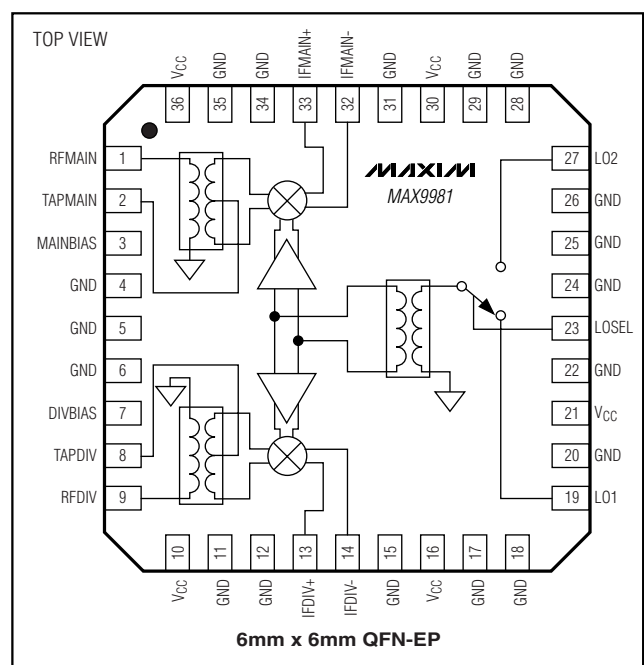 TOP VIEW
VCC
GND
GND
IFMAIN+
IFMAIN-
GND
VCC
GND
GND
36
35
34
33
32
31
30
29
28
RFMAIN 1
TAPMAIN 2
MAINBIAS 3
GND 4
GND 5
GND 6
DIVBIAS 7
TAPDIV 8
RFDIV 9
MAXIM
MAX9981
27 LO2
26 GND
25 GND
24 GND
23 LOSEL
22 GND
21 VCC
20 GND
19 LO1
10
11
12
13
14
15
16
17
18
VCC
GND
GND
IFDIV+
IFDIV-
GND
VCC
GND
GND
6mm x 6mm QFN-EP